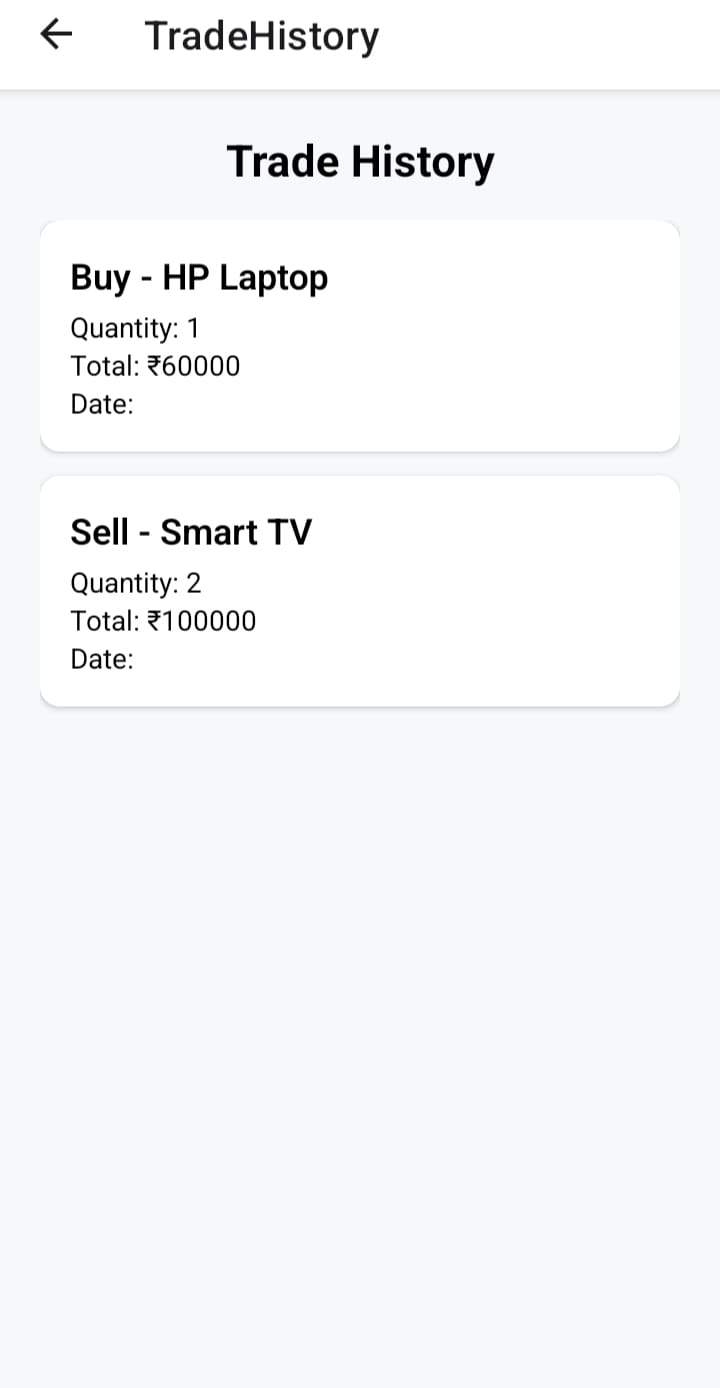 TradeHistory
Trade History
Buy - HP Laptop
Quantity: 1
Total: ₹60000
Date:
Sell - Smart TV
Quantity: 2
Total: ₹100000
Date: